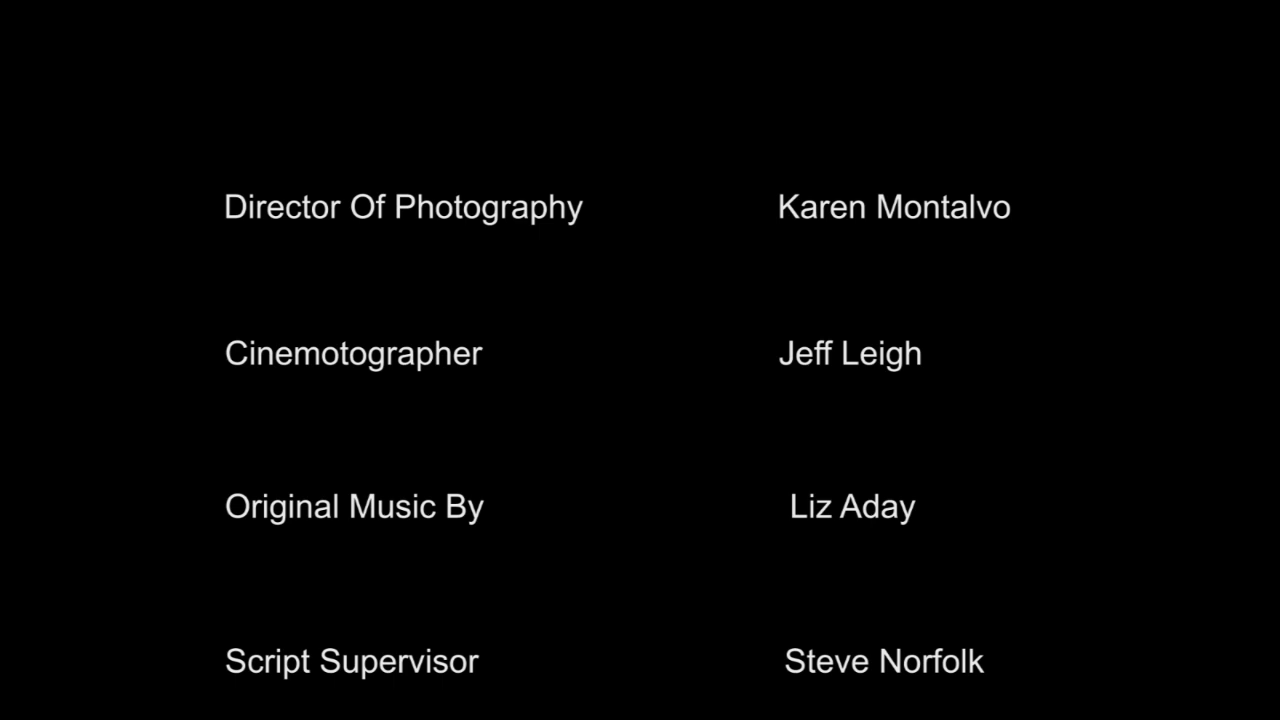 Director Of Photography Karen Montalvo
Cinemotographer Jeff Leigh
Original Music By Liz Aday
Script Supervisor Steve Norfolk